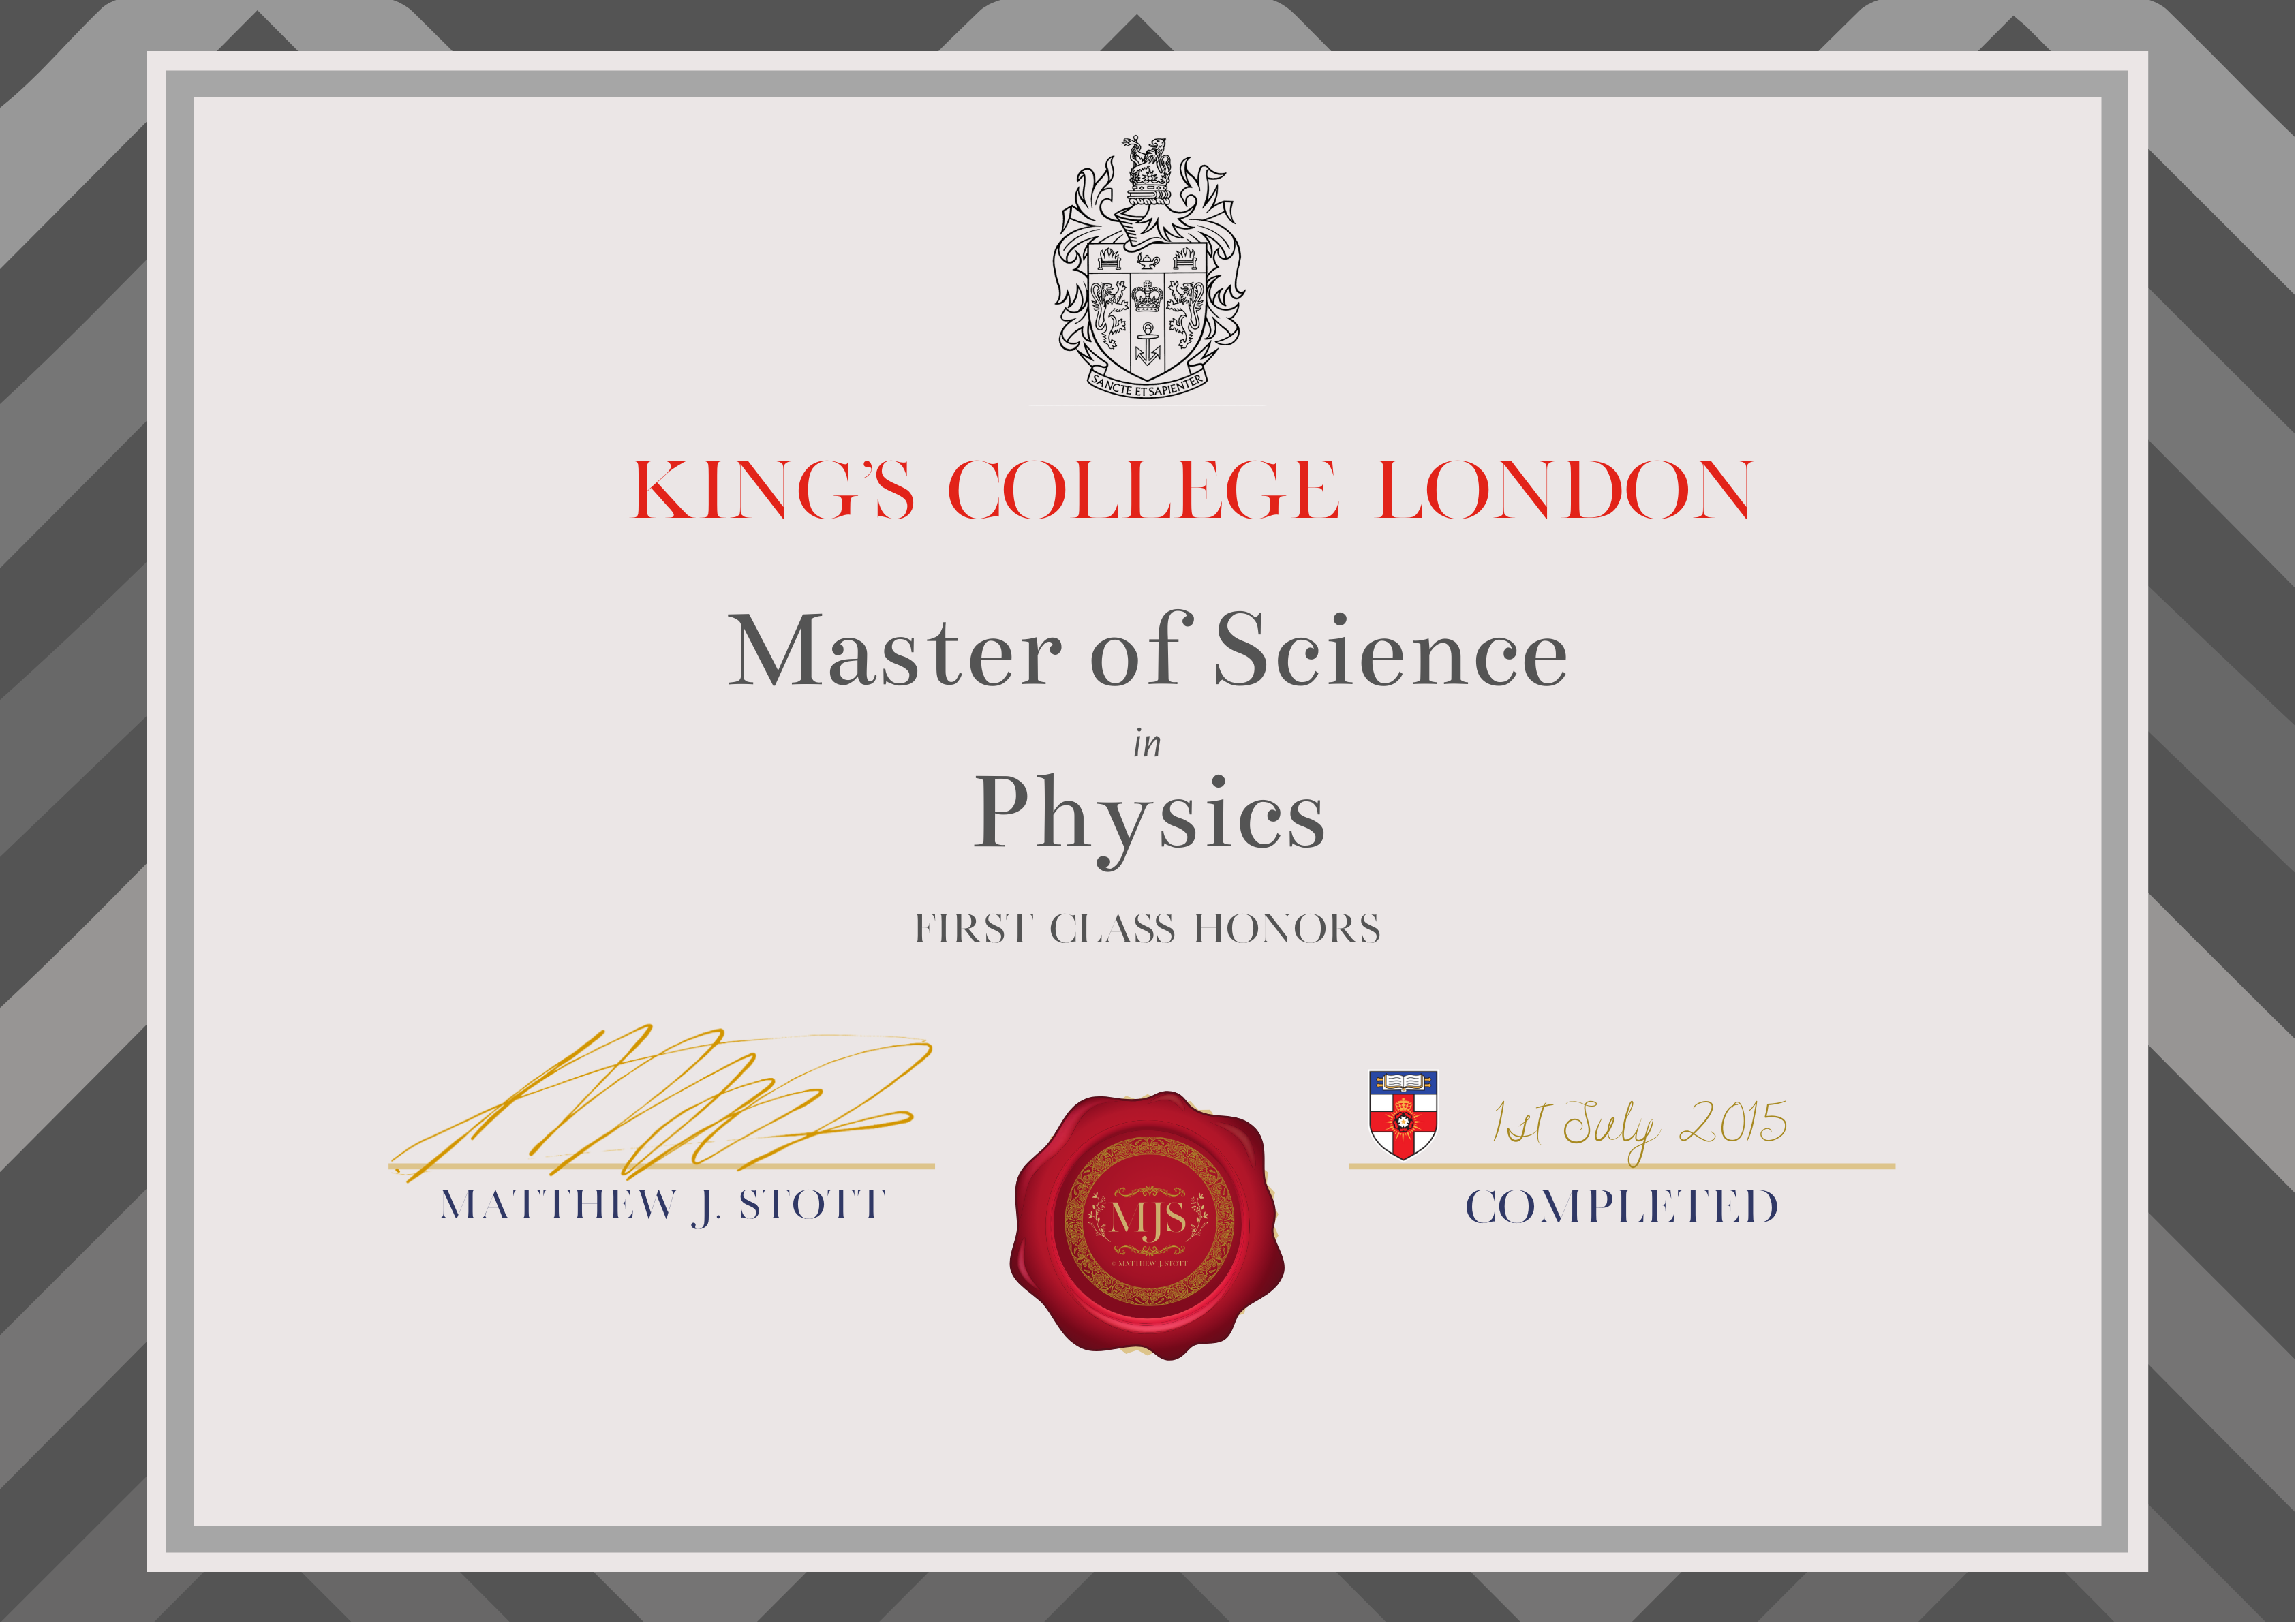 SANCTE ET SAPIENTER
KING'S COLLEGE LONDON
Master of Science
in
Physics
FIRST CLASS HONORS
1st July 2015
MATTHEW J. STOTT
COMPLETED
MJS
© MATTHEW J. STOTT